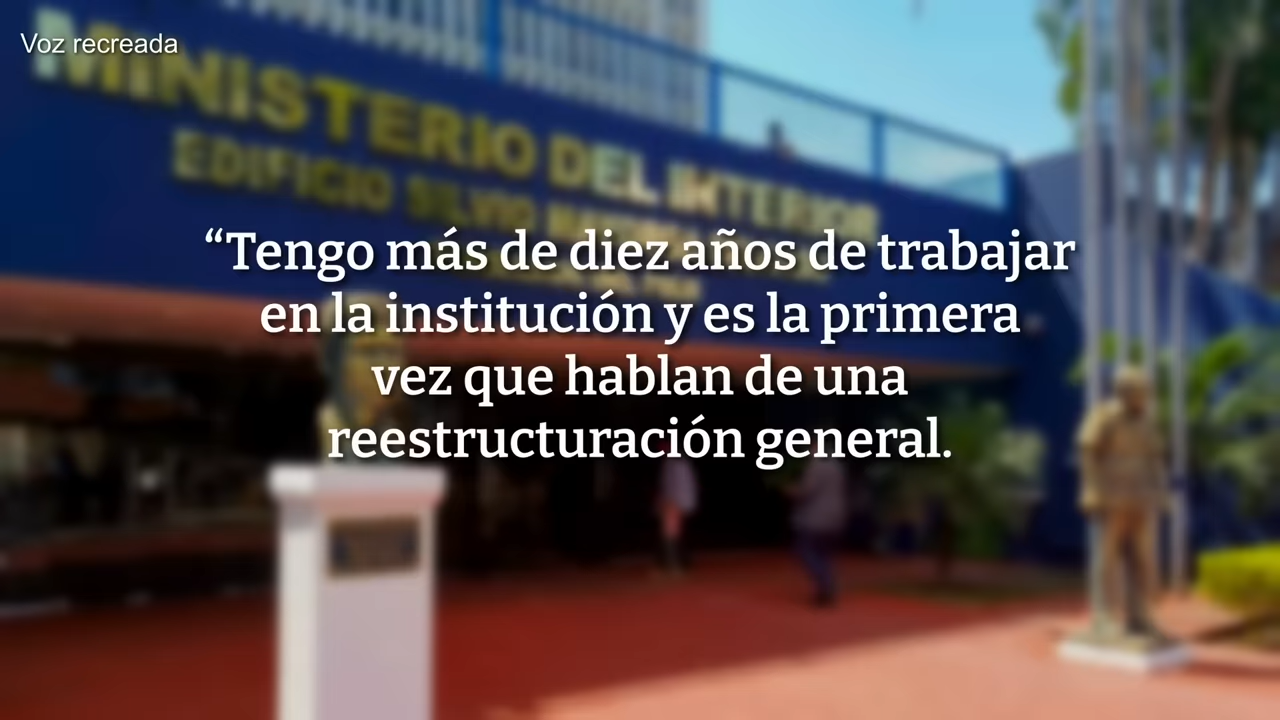 Voz recreada
MINISTERIO DEL INTERIOR
EDIFICIO SILVIO
“Tengo más de diez años de trabajar
en la institución y es la primera
vez que hablan de una
reestructuración general.